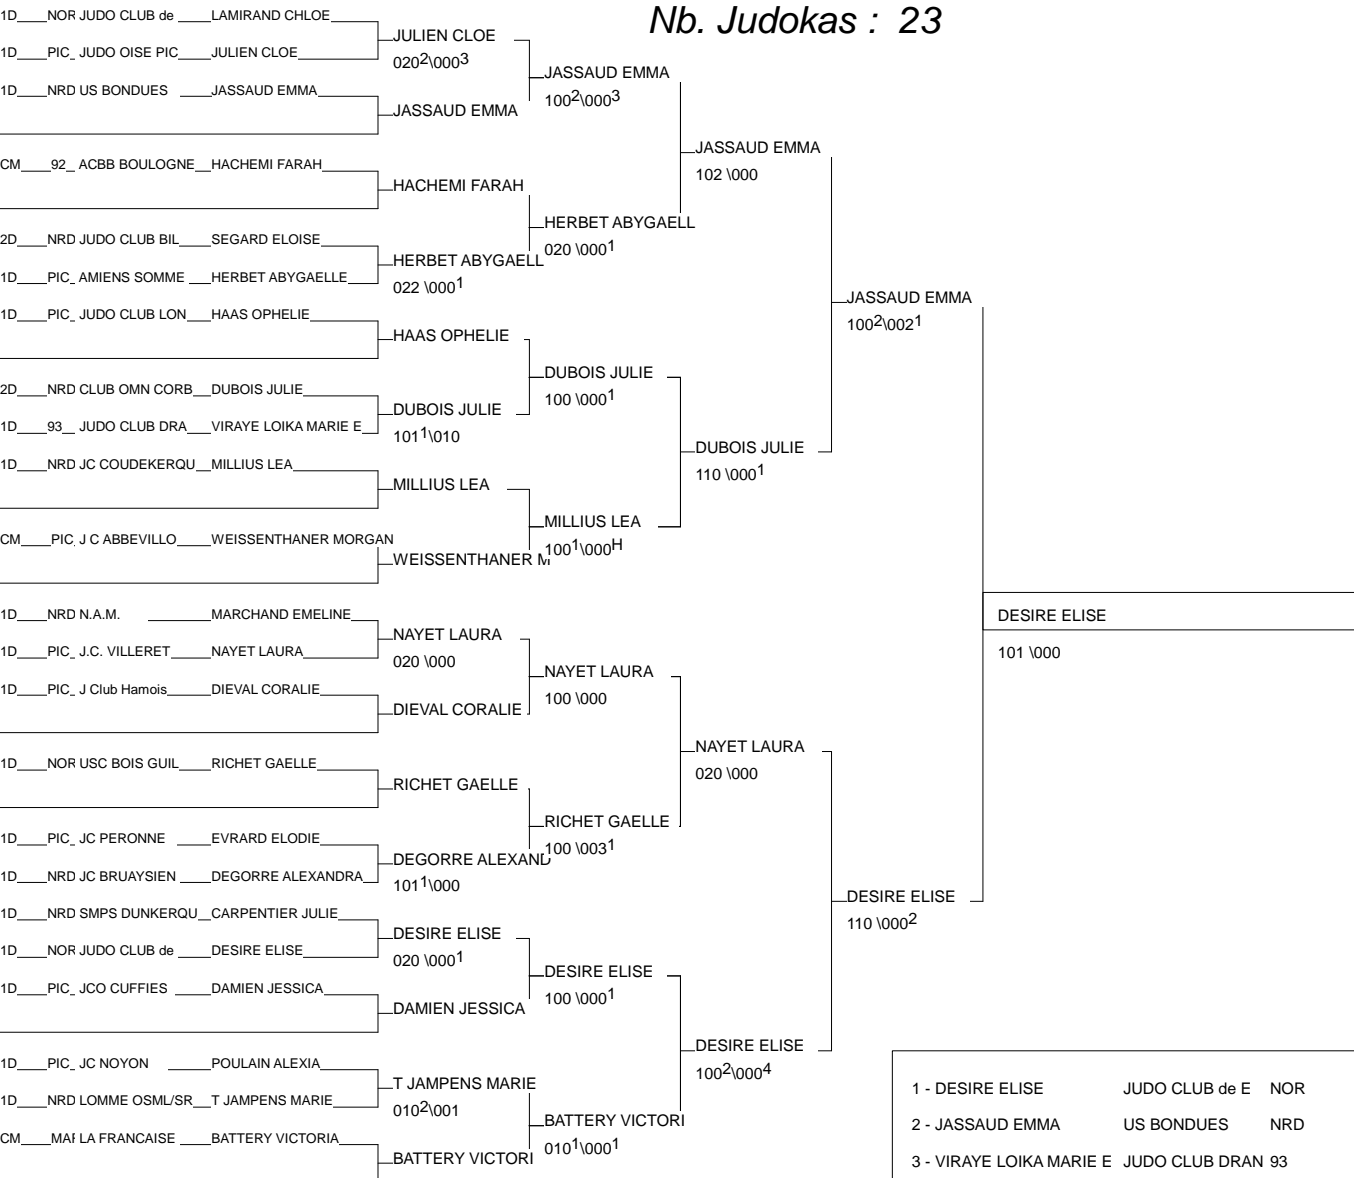 Nb. Judokas : 23
1D NOR JUDO CLUB de LAMIRAND CHLOE
1D PIC_ JUDO OISE PIC JULIEN CLOE
1D NRD US BONDUES JASSAUD EMMA
CM 92_ ACBB BOULOGNE HACHEMI FARAH
2D NRD JUDO CLUB BIL SEGARD ELOISE
1D PIC_ AMIENS SOMME HERBET ABYGAELLE
1D PIC_ JUDO CLUB LON HAAS OPHELIE
2D NRD CLUB OMN CORB DUBOIS JULIE
1D 93_ JUDO CLUB DRA VIRAYE LOIKA MARIE E
1D NRD JC COUDEKERQU MILLIUS LEA
CM PIC_ J C ABBEVILLO WEISSENTHANER MORGAN
1D NRD N.A.M. MARCHAND EMELINE
1D PIC_ J.C. VILLERET NAYET LAURA
1D PIC_ J Club Hamois DIEVAL CORALIE
1D NOR USC BOIS GUIL RICHET GAELLE
1D PIC_ JC PERONNE EVRARD ELODIE
1D NRD JC BRUAYSIEN DEGORRE ALEXANDRA
1D NRD SMPS DUNKERQU CARPENTIER JULIE
1D NOR JUDO CLUB de DESIRE ELISE
1D PIC_ JCO CUFFIES DAMIEN JESSICA
1D PIC_ JC NOYON POULAIN ALEXIA
1D NRD LOMME OSML/SR T JAMPENS MARIE
CM MAR LA FRANCAISE BATTERY VICTORIA
JULIEN CLOE
020²\000³
JASSAUD EMMA
HACHEMI FARAH
HERBET ABYGAELL
022 \000¹
HAAS OPHELIE
DUBOIS JULIE
101¹\010
MILLIUS LEA
WEISSENTHANER M
NAYET LAURA
020 \000
DIEVAL CORALIE
RICHET GAELLE
DEGORRE ALEXAND
101¹\000
DESIRE ELISE
020 \000¹
DAMIEN JESSICA
T JAMPENS MARIE
010²\001
BATTERY VICTORI
JASSAUD EMMA
100²\000³
HERBET ABYGAELL
020 \000¹
DUBOIS JULIE
100 \000¹
MILLIUS LEA
100¹\000H
NAYET LAURA
100 \000
RICHET GAELLE
100 \003¹
DESIRE ELISE
100 \000¹
BATTERY VICTORI
010¹\000¹
JASSAUD EMMA
102 \000
DUBOIS JULIE
110 \000¹
NAYET LAURA
020 \000
DESIRE ELISE
100²\000⁴
JASSAUD EMMA
100²\002¹
DESIRE ELISE
110 \000²
DESIRE ELISE
101 \000
1 - DESIRE ELISE JUDO CLUB de E NOR
2 - JASSAUD EMMA US BONDUES NRD
3 - VIRAYE LOIKA MARIE E JUDO CLUB DRAN 93